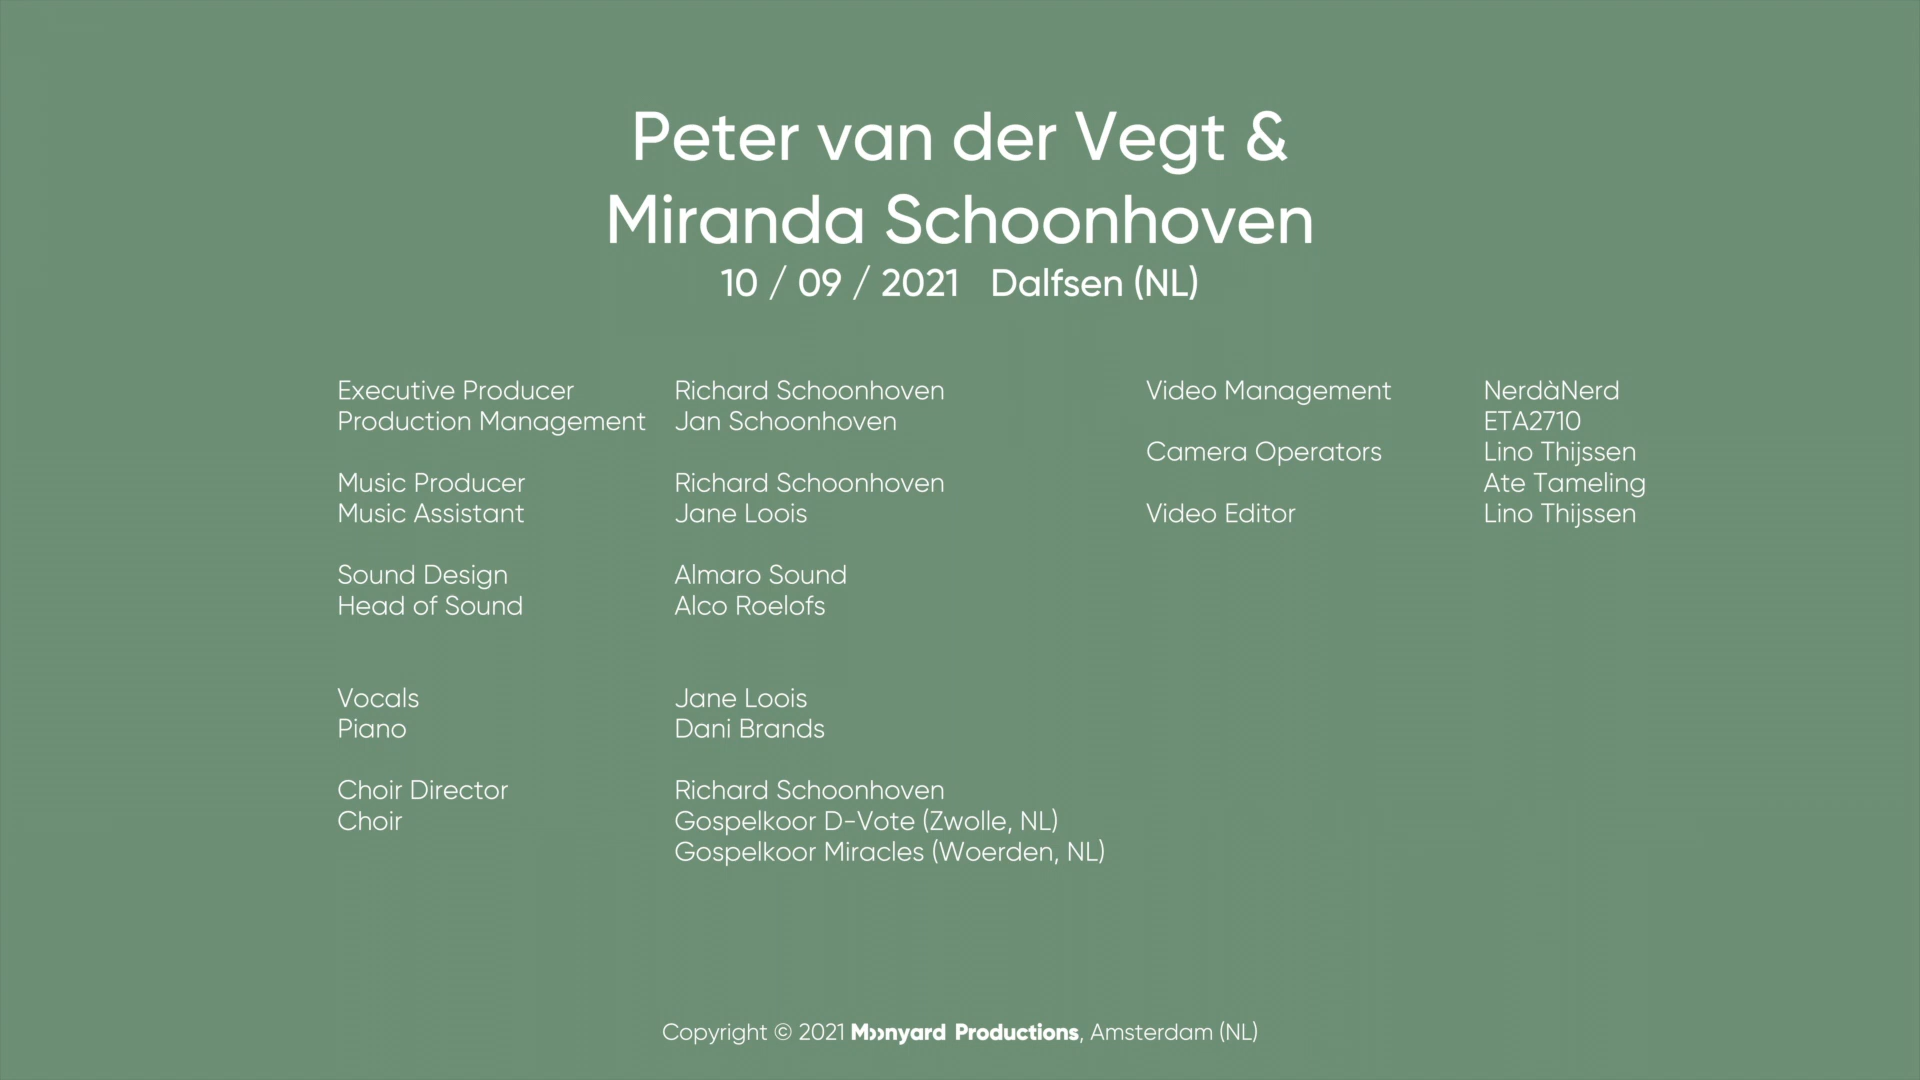 Peter van der Vegt &
Miranda Schoonhoven
10 / 09 / 2021 Dalfsen (NL)
Executive Producer Richard Schoonhoven
Production Management Jan Schoonhoven
Music Producer Richard Schoonhoven
Music Assistant Jane Loois
Sound Design Almaro Sound
Head of Sound Alco Roelofs
Vocals Jane Loois
Piano Dani Brands
Choir Director Richard Schoonhoven
Choir Gospelkoor D-Vote (Zwolle, NL)
Gospelkoor Miracles (Woerden, NL)
Video Management NerdàNerd
ETA2710
Camera Operators Lino Thijssen
Ate Tameling
Video Editor Lino Thijssen
Copyright © 2021 Moonyard Productions, Amsterdam (NL)